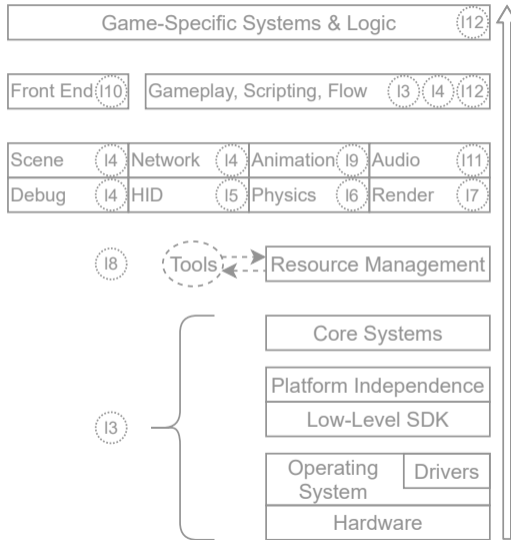 Game-Specific Systems & Logic I12
Front End I10 Gameplay, Scripting, Flow I3 I4 I12
Scene I4 Network I4 Animation I9 Audio I11
Debug I4 HID I5 Physics I6 Render I7
I8 Tools Resource Management
Core Systems
Platform Independence
I3
Low-Level SDK
Operating System
Drivers
Hardware